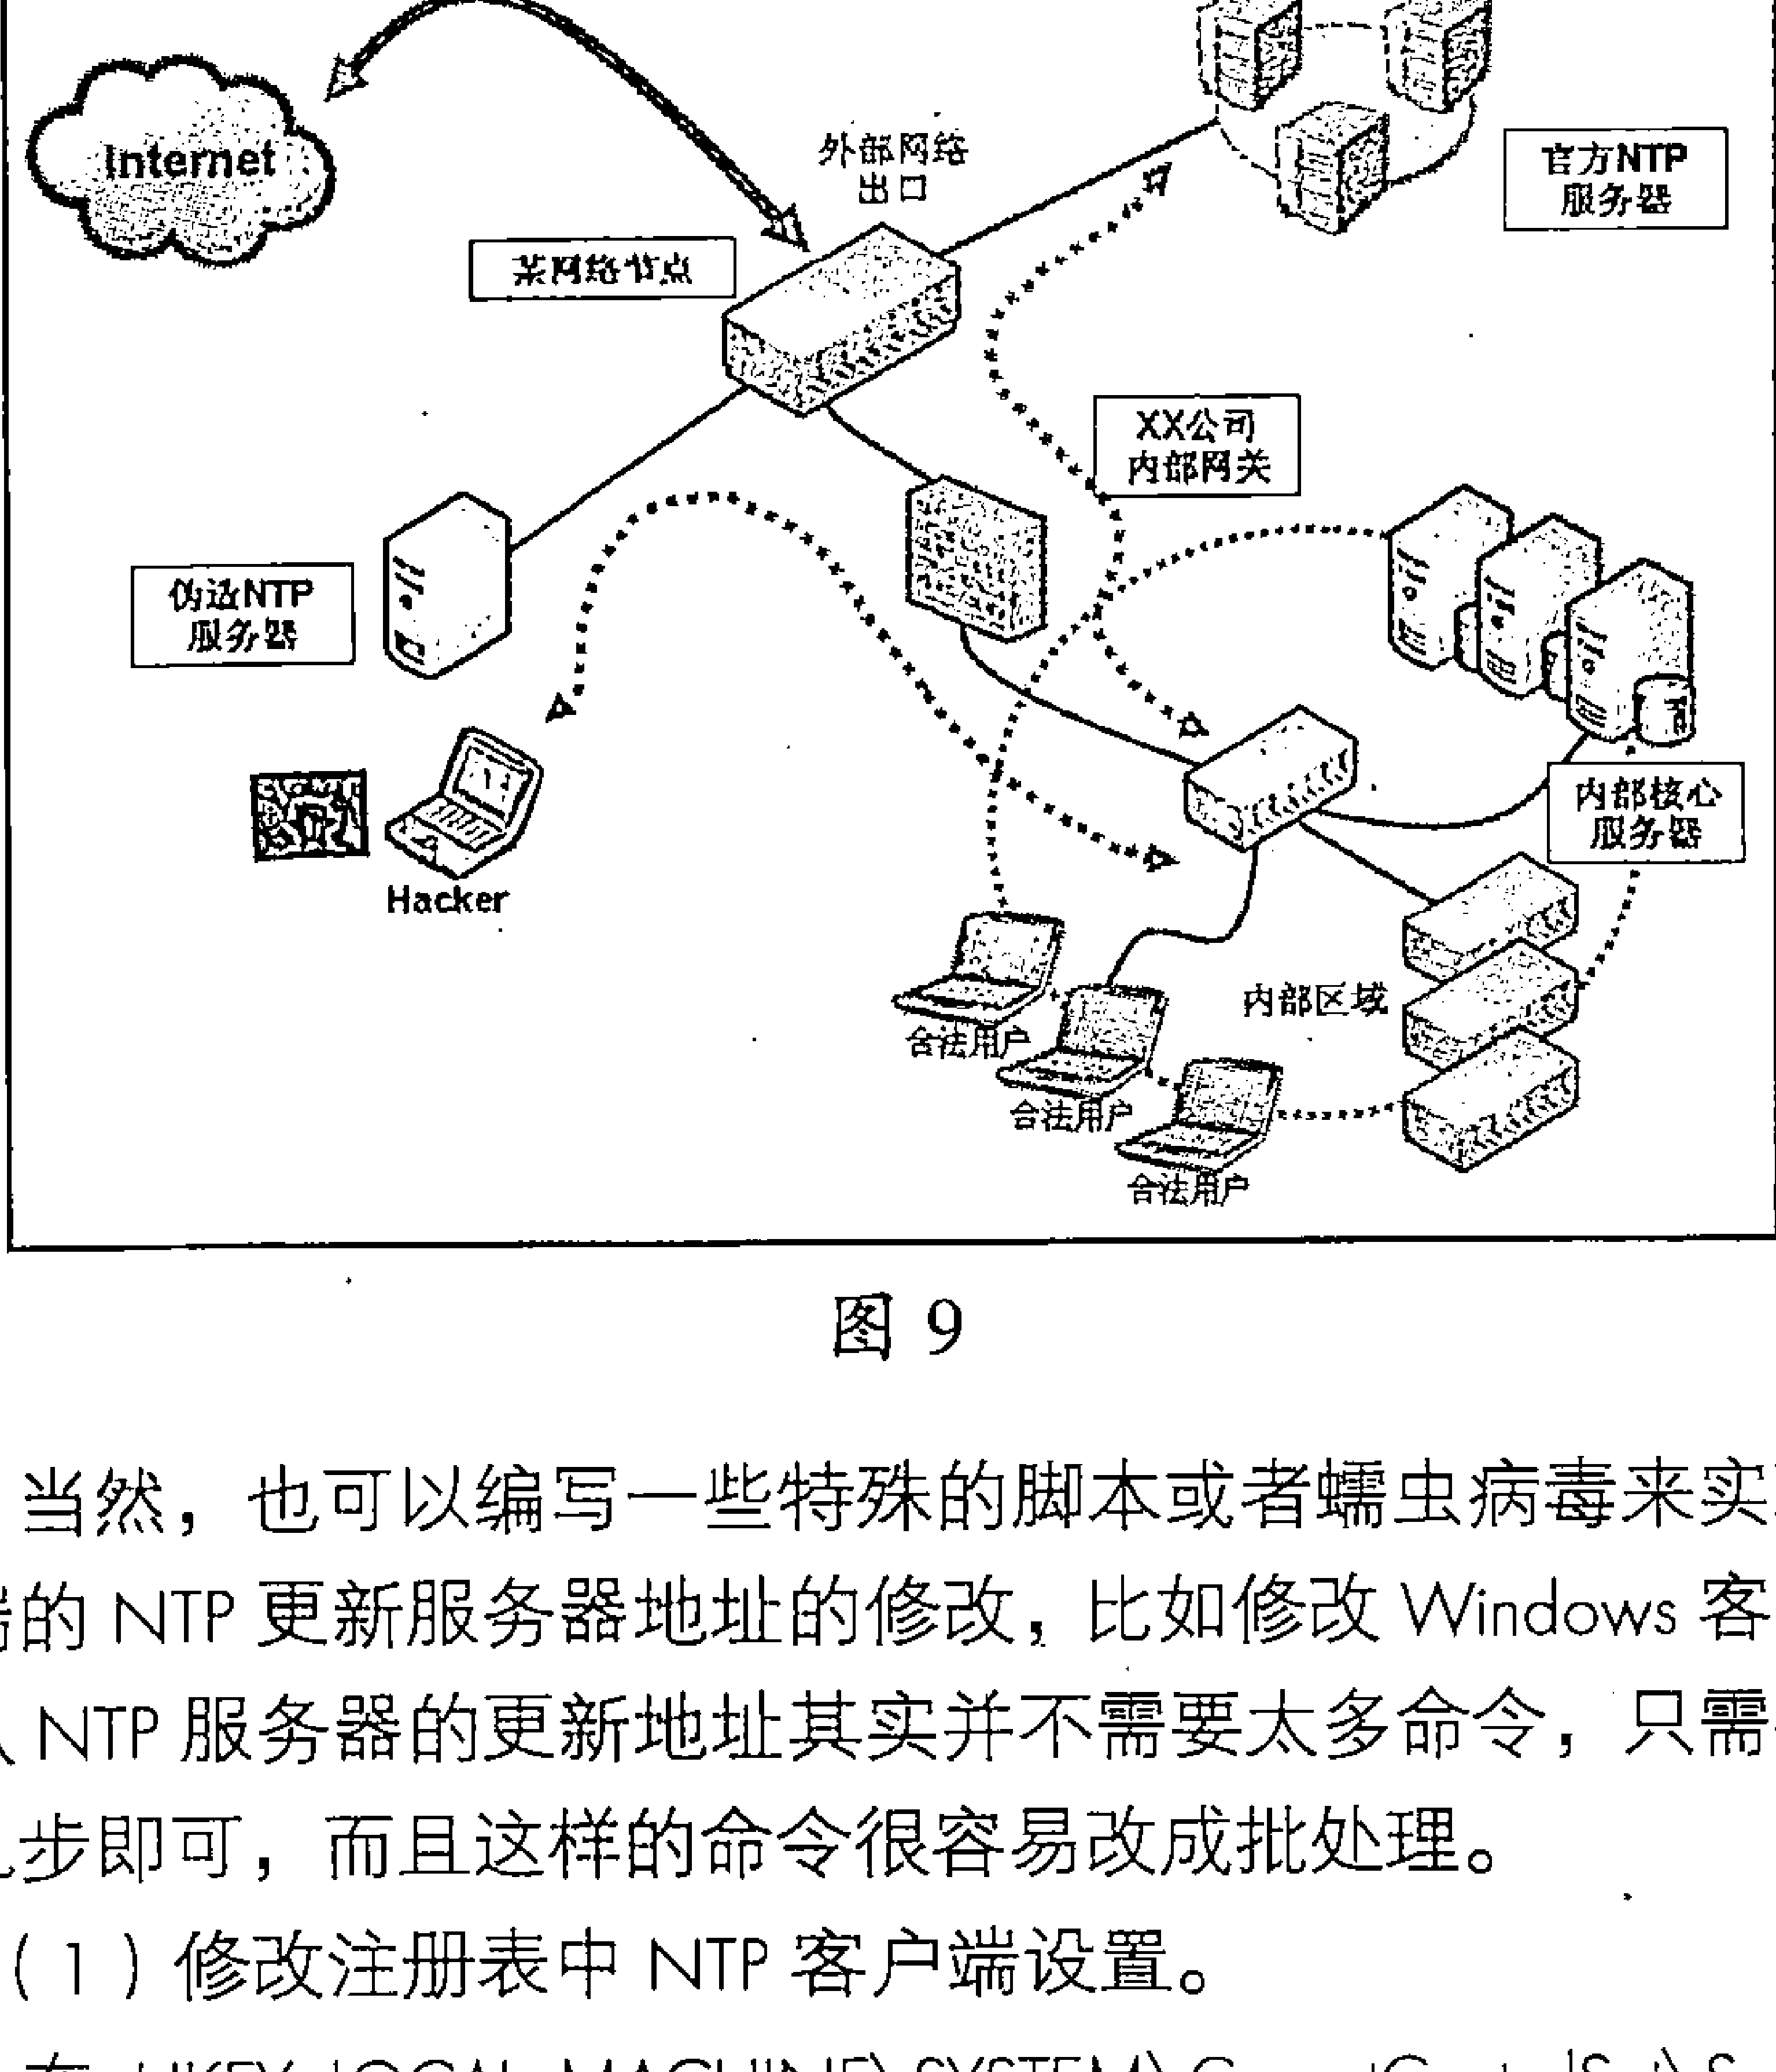 Internet
外部网络
出口
官方NTP
服务器
某网络节点
XX公司
内部网关
伪造NTP
服务器
内部核心
服务器
Hacker
合法用户
内部区域
合法用户
合法用户
图 9
当然，也可以编写一些特殊的脚本或者蠕虫病毒来实
的 NTP 更新服务器地址的修改，比如修改 Windows 客
NTP 服务器的更新地址其实并不需要太多命令，只需
步即可，而且这样的命令很容易改成批处理。
（1）修改注册表中 NTP 客户端设置。